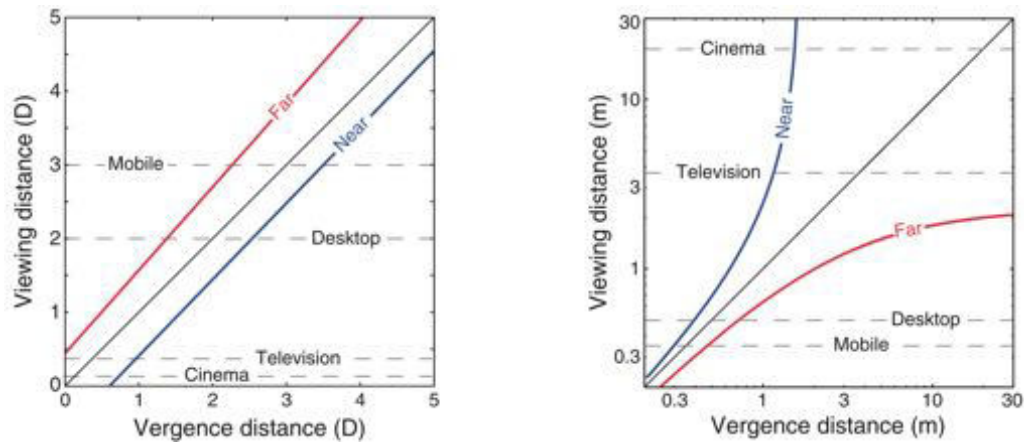 5
4
3
2
1
0
Viewing distance (D)
Far
Near
Mobile
Desktop
Television
Cinema
0 1 2 3 4 5
Vergence distance (D)
30
10
3
1
0.3
Viewing distance (m)
Cinema
Near
Television
Far
Desktop
Mobile
0.3 1 3 10 30
Vergence distance (m)